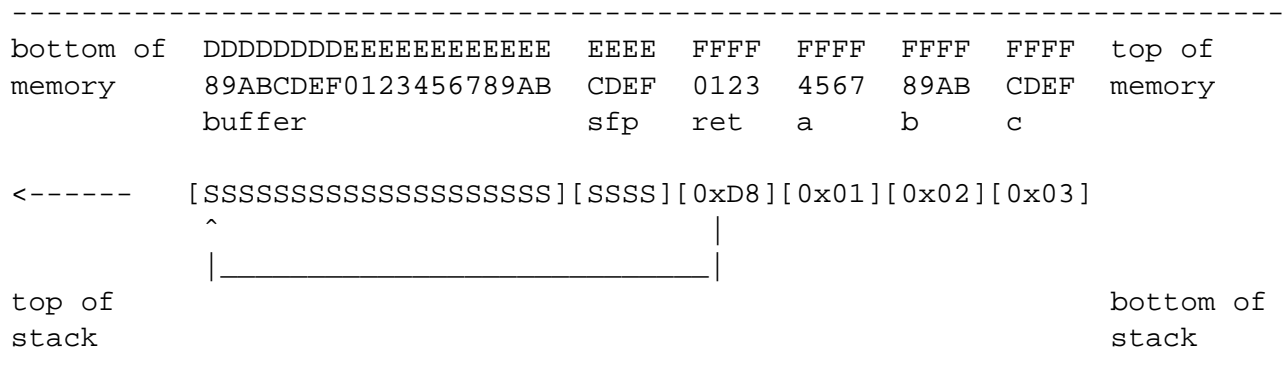 --------------------------------------------------------------------------
bottom of  DDDDDDDDEEEEEEEEEEEE  EEEE  FFFF  FFFF  FFFF  FFFF  top of
memory     89ABCDEF0123456789AB  CDEF  0123  4567  89AB  CDEF  memory
           buffer                sfp   ret   a     b     c

<------   [SSSSSSSSSSSSSSSSSSSS][SSSS][0xD8][0x01][0x02][0x03]
           ^                            |
           |____________________________|
top of                                                         bottom of
stack                                                          stack